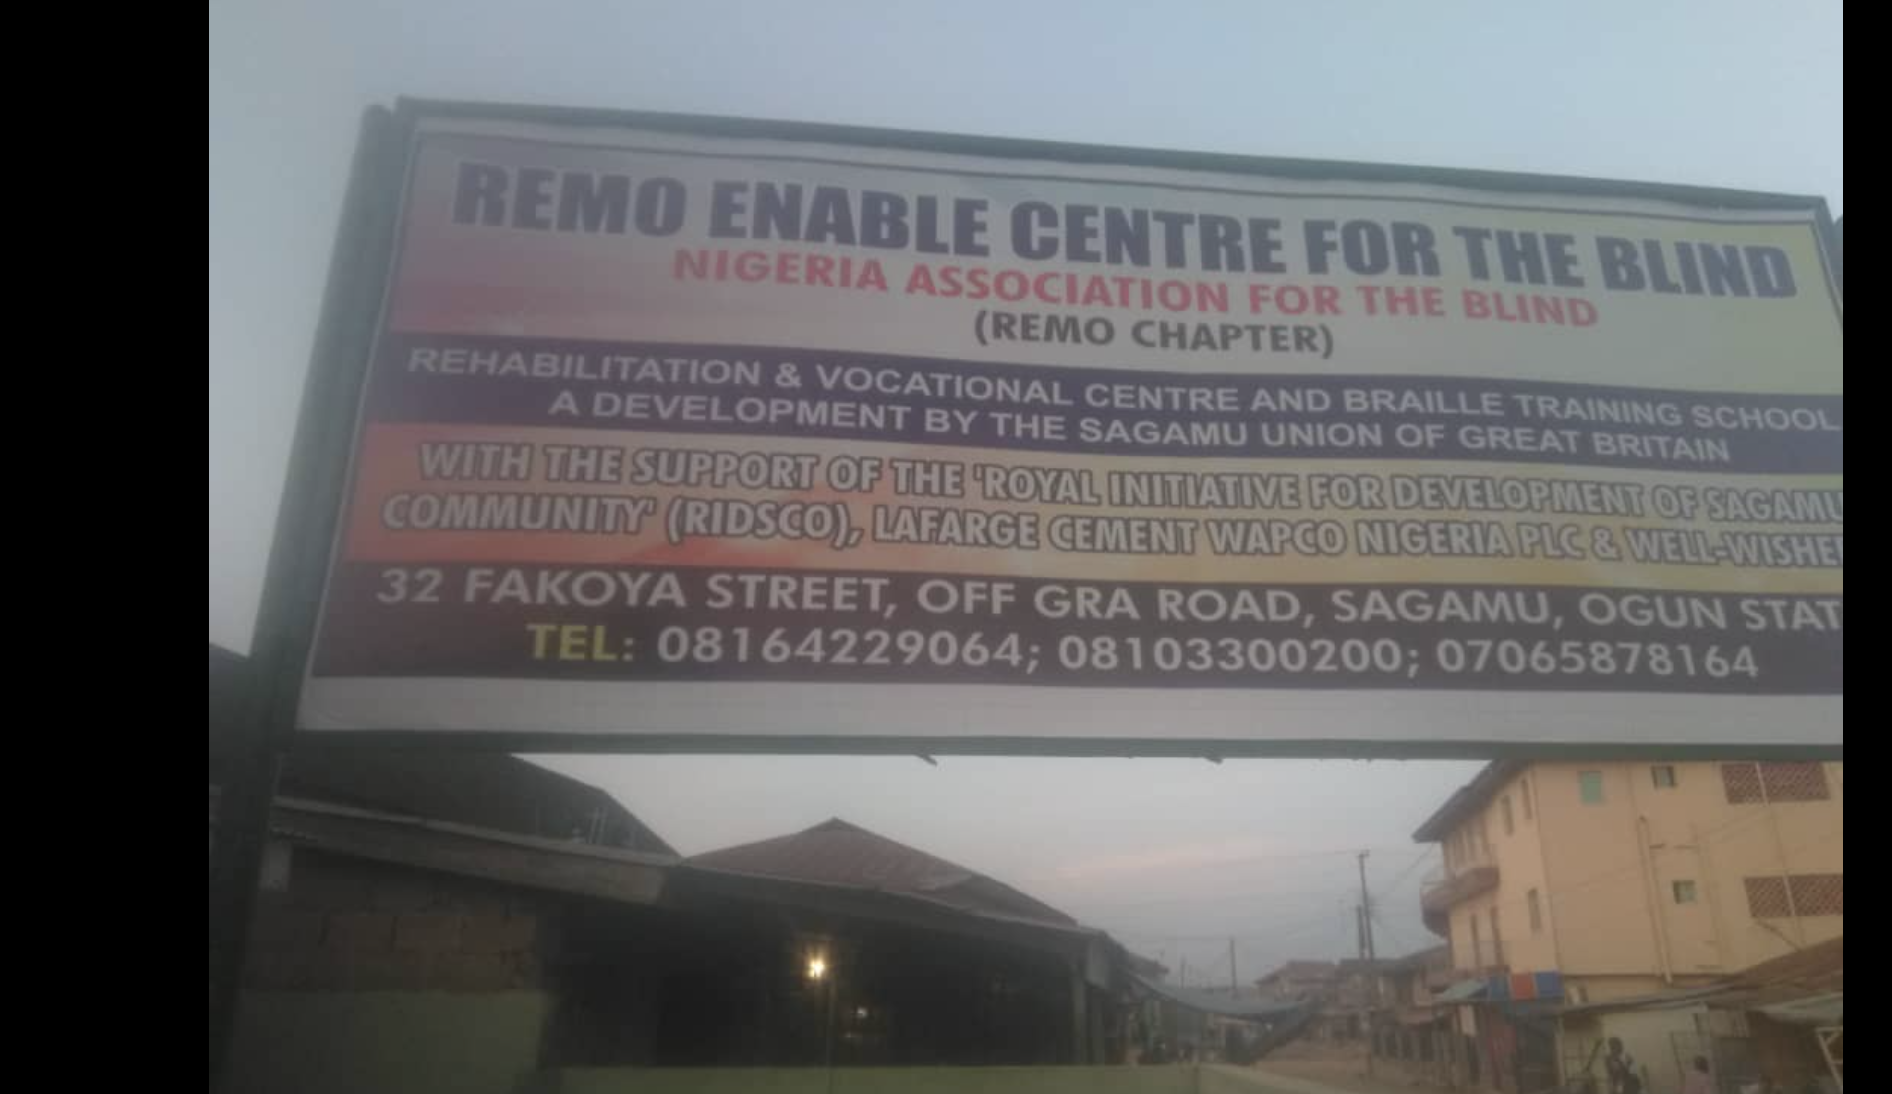 REMO ENABLE CENTRE FOR THE BLIND
NIGERIA ASSOCIATION FOR THE BLIND
(REMO CHAPTER)
REHABILITATION & VOCATIONAL CENTRE AND BRAILLE TRAINING SCHOOL
A DEVELOPMENT BY THE SAGAMU UNION OF GREAT BRITAIN
WITH THE SUPPORT OF THE 'ROYAL INITIATIVE FOR DEVELOPMENT OF SAGAMU
COMMUNITY' (RIDSCO), LAFARGE CEMENT WAPCO NIGERIA PLC & WELL-WISHE
32 FAKOYA STREET, OFF GRA ROAD, SAGAMU, OGUN STAT
TEL: 08164229064; 08103300200; 07065878164